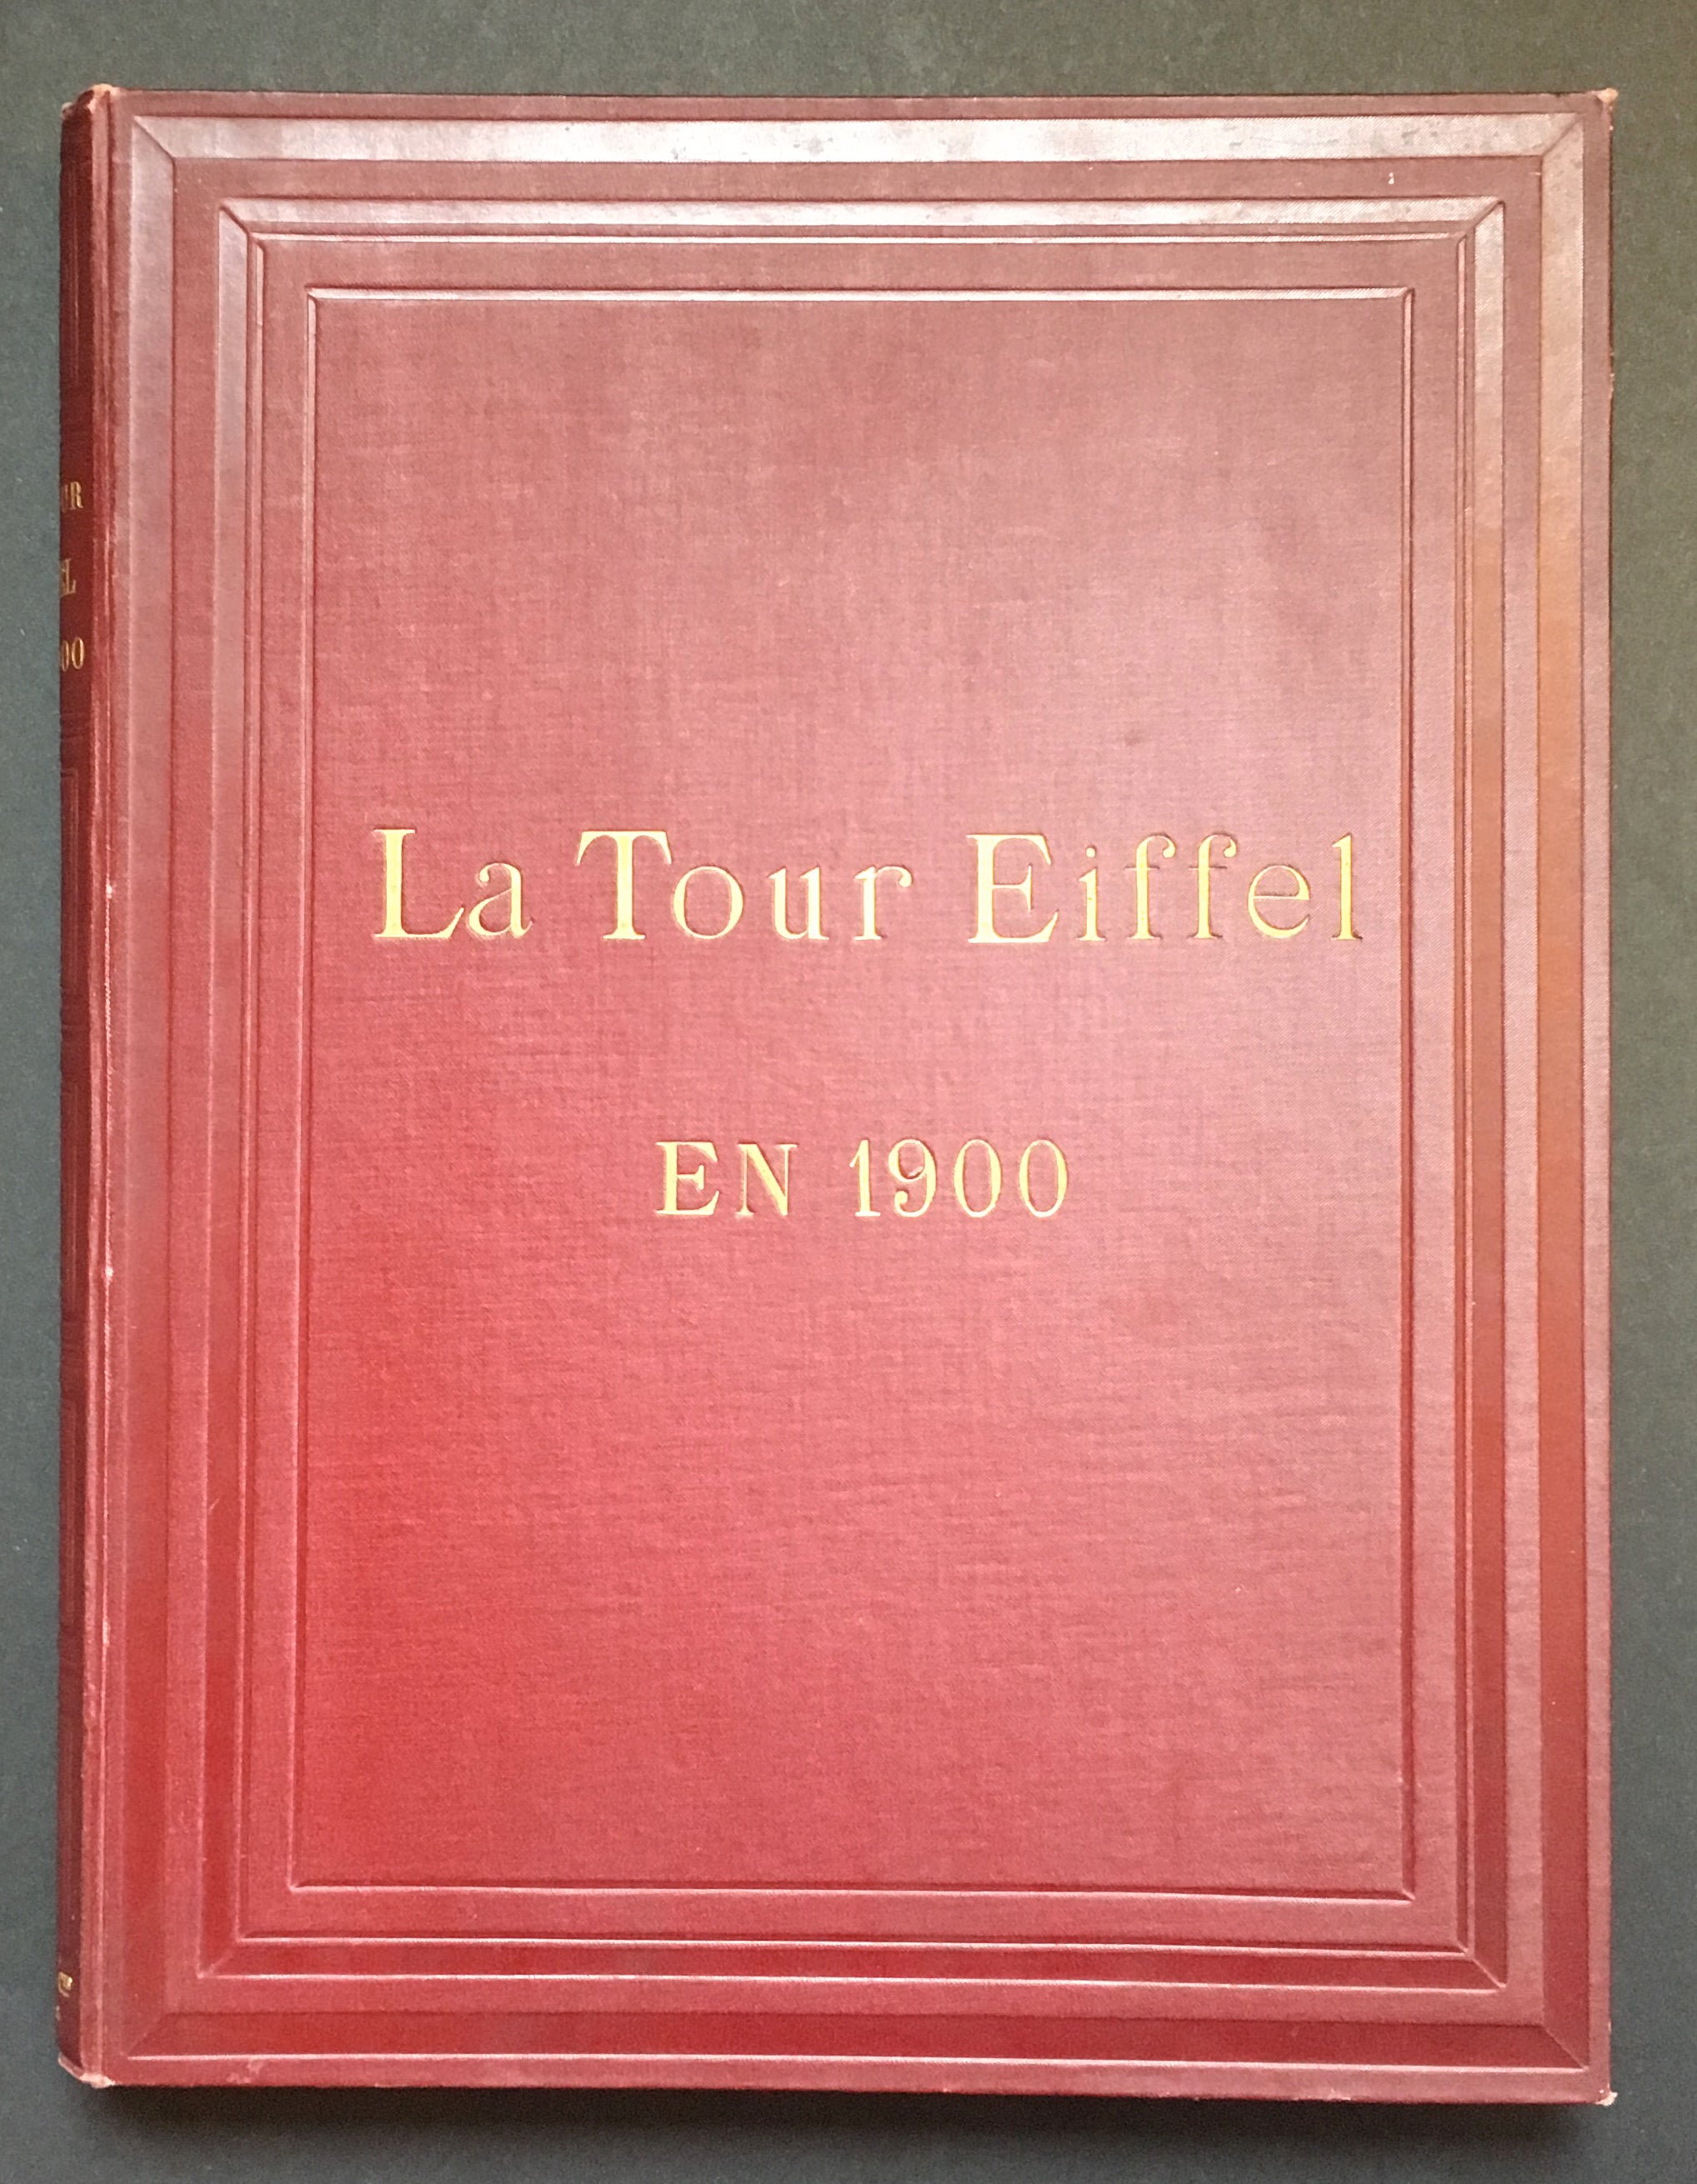 La Tour Eiffel
EN 1900